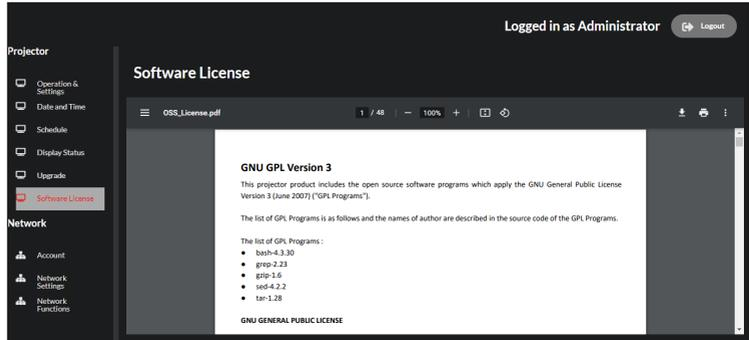 Logged in as Administrator
Logout
Projector
Operation &
Settings
Date and Time
Schedule
Display Status
Upgrade
Software License
Network
Account
Network
Settings
Network
Functions
Software License
OSS_License.pdf
1 / 48
100%
GNU GPL Version 3
This projector product includes the open source software programs which apply the GNU General Public License
Version 3 (June 2007) ("GPL Programs").
The list of GPL Programs is as follows and the names of author are described in the source code of the GPL Programs.
The list of GPL Programs :
● bash-4.3.30
● grep-2.23
● gzip-1.6
● sed-4.2.2
● tar-1.28
GNU GENERAL PUBLIC LICENSE